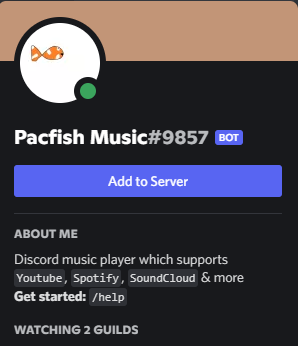 Pacfish Music#9857 BOT
Add to Server
ABOUT ME
Discord music player which supports
Youtube, Spotify, SoundCloud & more
Get started: /help
WATCHING 2 GUILDS